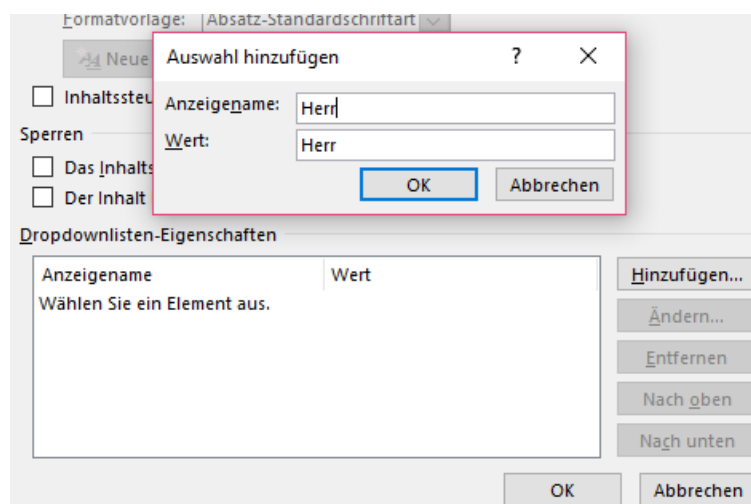 Formatvorlage: Absatz-Standardschriftart
Neue
Auswahl hinzufügen ? X
Inhaltssteu
Anzeigename: Herr
Sperren
Wert: Herr
Das Inhalts
OK Abbrechen
Der Inhalt
Dropdownlisten-Eigenschaften
Anzeigename Wert
Hinzufügen...
Wählen Sie ein Element aus.
Ändern...
Entfernen
Nach oben
Nach unten
OK Abbrechen